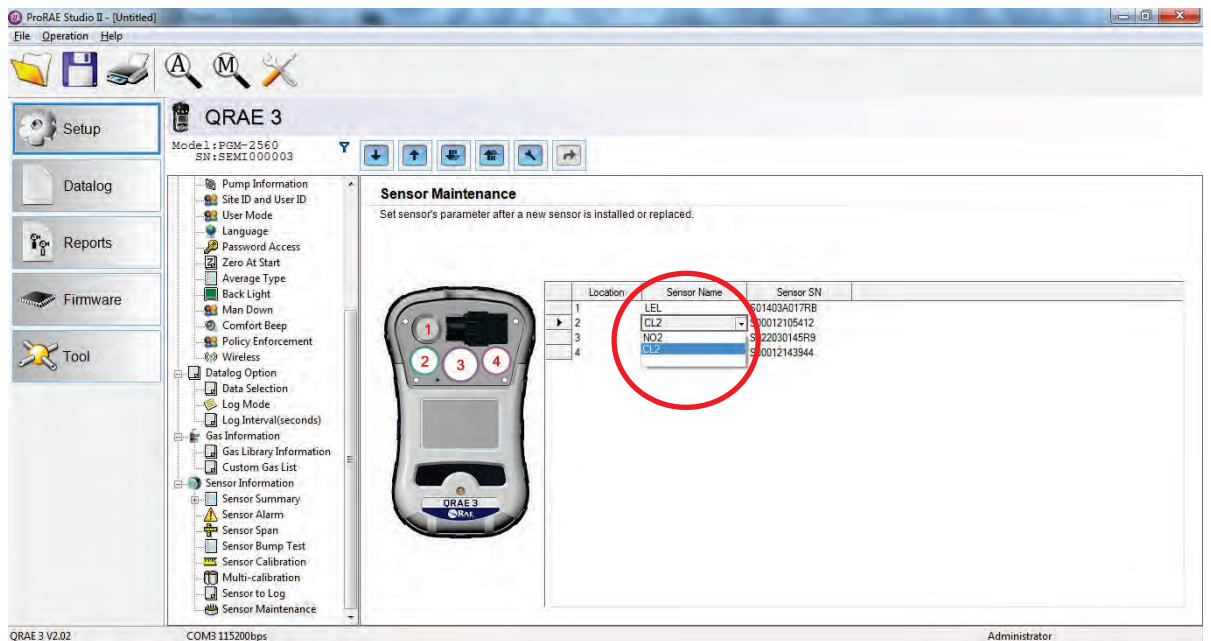 ProRAE Studio II - [Untitled]
File Operation Help
A M
QRAE 3
Model:PGM-2560
SN:SEMI000003
Setup
Datalog
Reports
Firmware
Tool
Pump Information
Site ID and User ID
User Mode
Language
Password Access
Zero At Start
Average Type
Back Light
Man Down
Comfort Beep
Policy Enforcement
Wireless
Datalog Option
Data Selection
Log Mode
Log Interval(seconds)
Gas Information
Gas Library Information
Custom Gas List
Sensor Information
Sensor Summary
Sensor Alarm
Sensor Span
Sensor Bump Test
Sensor Calibration
Multi-calibration
Sensor to Log
Sensor Maintenance
Sensor Maintenance
Set sensor's parameter after a new sensor is installed or replaced.
1
2 3 4
QRAE 3
RAE
Location Sensor Name Sensor SN
1 LEL S01403A017RB
2 CL2 S00012105412
3 NO2 S022030145R9
4 CL2 S00012143944
QRAE 3 V2.02 COM3 115200bps Administrator